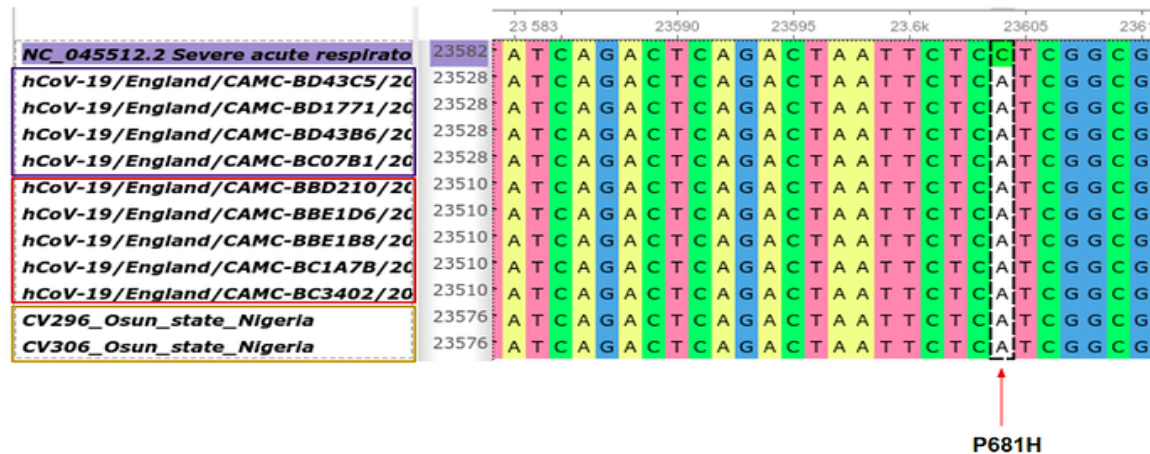 23 583 23590 23595 23.6k 23605 2361
NC_045512.2 Severe acute respirato 23582 A T C A G A C T C A G A C T A A T T C T C C T C G G C G
hCoV-19/England/CAMC-BD43C5/20 23528 A T C A G A C T C A G A C T A A T T C T C A T C G G C G
hCoV-19/England/CAMC-BD1771/20 23528 A T C A G A C T C A G A C T A A T T C T C A T C G G C G
hCoV-19/England/CAMC-BD43B6/20 23528 A T C A G A C T C A G A C T A A T T C T C A T C G G C G
hCoV-19/England/CAMC-BC07B1/20 23528 A T C A G A C T C A G A C T A A T T C T C A T C G G C G
hCoV-19/England/CAMC-BBD210/20 23510 A T C A G A C T C A G A C T A A T T C T C A T C G G C G
hCoV-19/England/CAMC-BBE1D6/20 23510 A T C A G A C T C A G A C T A A T T C T C A T C G G C G
hCoV-19/England/CAMC-BBE1B8/20 23510 A T C A G A C T C A G A C T A A T T C T C A T C G G C G
hCoV-19/England/CAMC-BC1A7B/20 23510 A T C A G A C T C A G A C T A A T T C T C A T C G G C G
hCoV-19/England/CAMC-BC3402/20 23510 A T C A G A C T C A G A C T A A T T C T C A T C G G C G
CV296_Osun_state_Nigeria 23576 A T C A G A C T C A G A C T A A T T C T C A T C G G C G
CV306_Osun_state_Nigeria 23576 A T C A G A C T C A G A C T A A T T C T C A T C G G C G
P681H